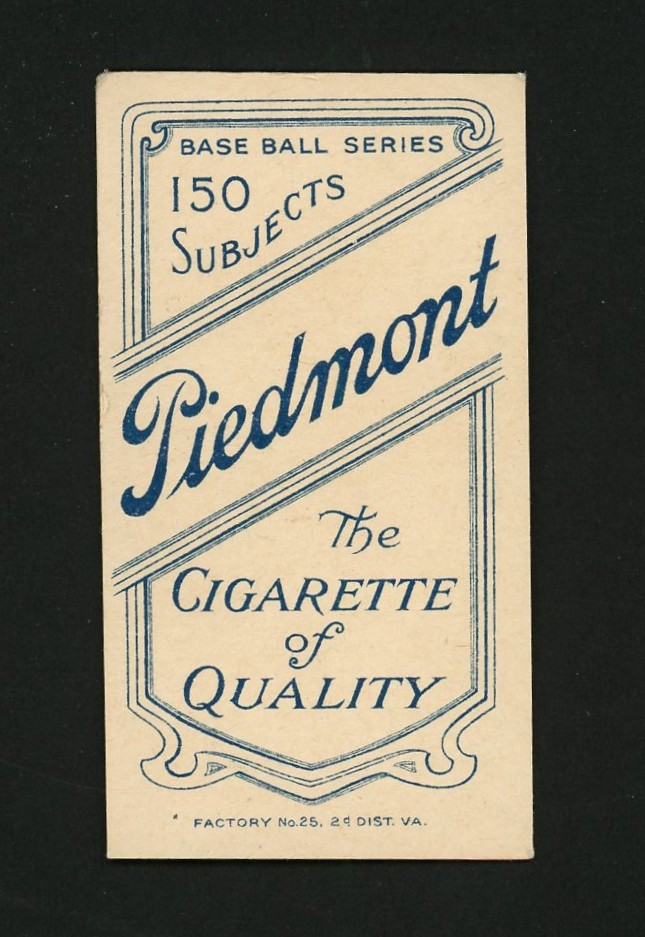 BASE BALL SERIES
150
SUBJECTS
Piedmont
The
CIGARETTE
of
QUALITY
FACTORY No.25, 2d DIST. VA.